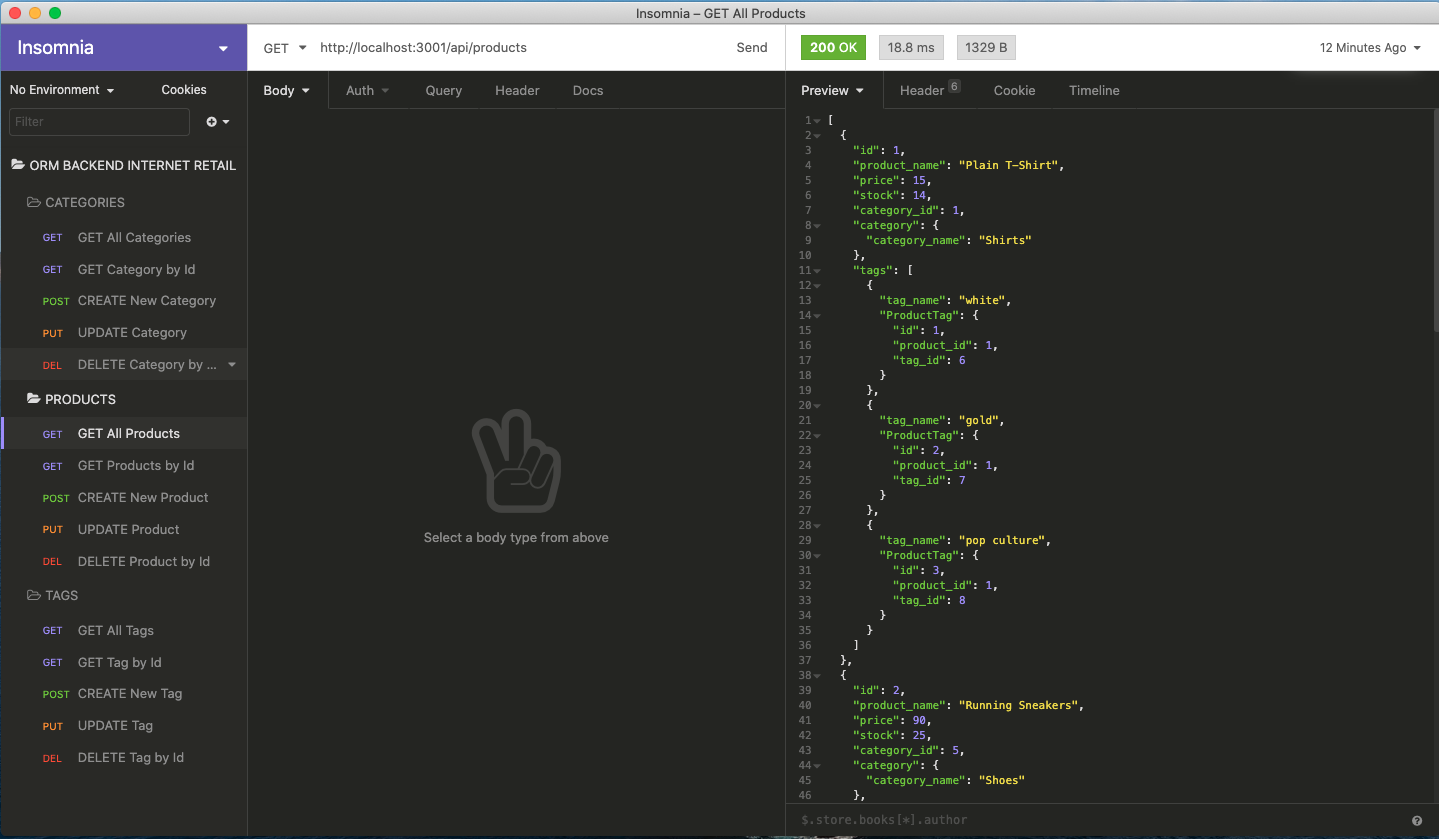 Insomnia – GET All Products
Insomnia
GET http://localhost:3001/api/products Send
200 OK 18.8 ms 1329 B 12 Minutes Ago
No Environment Cookies
Body Auth Query Header Docs
Preview Header 6 Cookie Timeline
Filter
ORM BACKEND INTERNET RETAIL
CATEGORIES
GET GET All Categories
GET GET Category by Id
POST CREATE New Category
PUT UPDATE Category
DEL DELETE Category by ...
PRODUCTS
GET GET All Products
GET GET Products by Id
POST CREATE New Product
PUT UPDATE Product
DEL DELETE Product by Id
TAGS
GET GET All Tags
GET GET Tag by Id
POST CREATE New Tag
PUT UPDATE Tag
DEL DELETE Tag by Id
Select a body type from above
1 [
2 {
3 "id": 1,
4 "product_name": "Plain T-Shirt",
5 "price": 15,
6 "stock": 14,
7 "category_id": 1,
8 "category": {
9 "category_name": "Shirts"
10 },
11 "tags": [
12 {
13 "tag_name": "white",
14 "ProductTag": {
15 "id": 1,
16 "product_id": 1,
17 "tag_id": 6
18 }
19 },
20 {
21 "tag_name": "gold",
22 "ProductTag": {
23 "id": 2,
24 "product_id": 1,
25 "tag_id": 7
26 }
27 },
28 {
29 "tag_name": "pop culture",
30 "ProductTag": {
31 "id": 3,
32 "product_id": 1,
33 "tag_id": 8
34 }
35 }
36 ]
37 },
38 {
39 "id": 2,
40 "product_name": "Running Sneakers",
41 "price": 90,
42 "stock": 25,
43 "category_id": 5,
44 "category": {
45 "category_name": "Shoes"
46 },
$.store.books[*].author